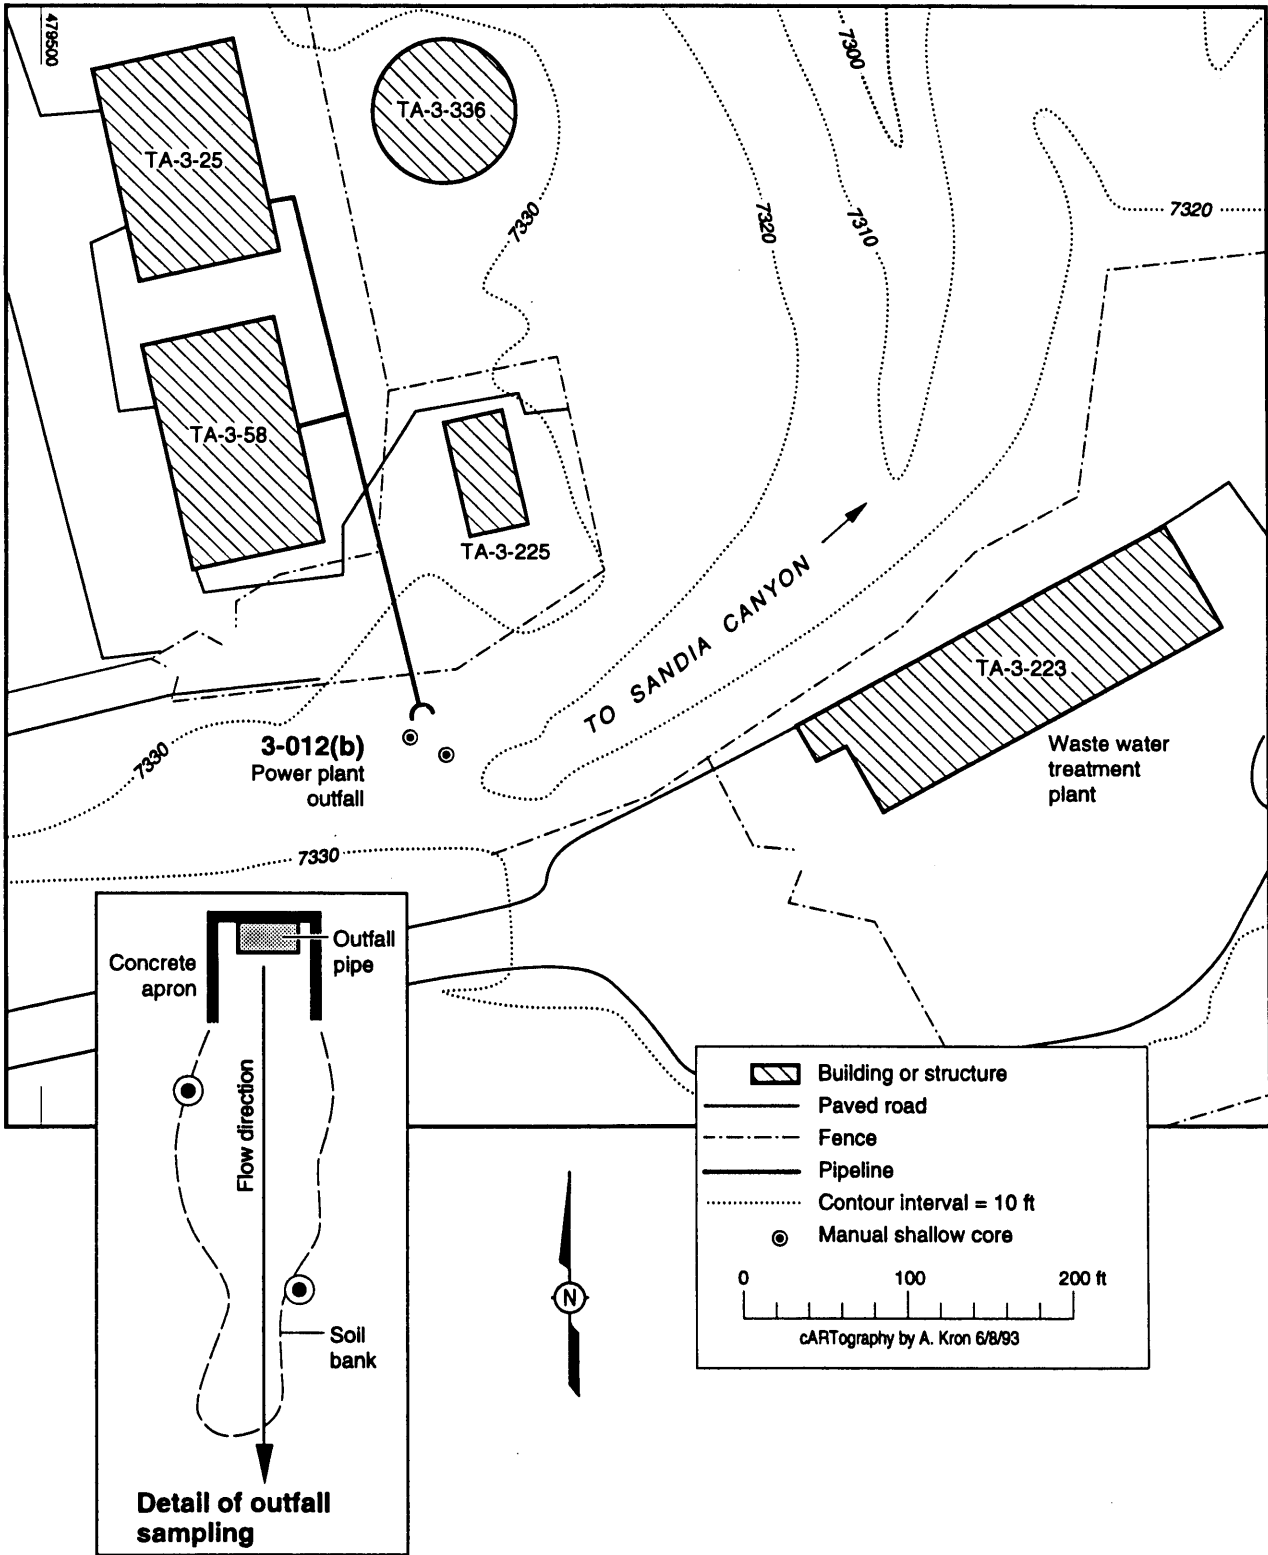 479500
TA-3-336
7300
TA-3-25
7330
7320
7310
7320
TA-3-58
TA-3-225
TO SANDIA CANYON
TA-3-223
3-012(b)
Power plant
outfall
7330
Waste water
treatment
plant
7330
Outfall
pipe
Concrete
apron
Flow direction
Soil
bank
Detail of outfall
sampling
N
Building or structure
Paved road
Fence
Pipeline
Contour interval = 10 ft
Manual shallow core
0 100 200 ft
cARTography by A. Kron 6/8/93